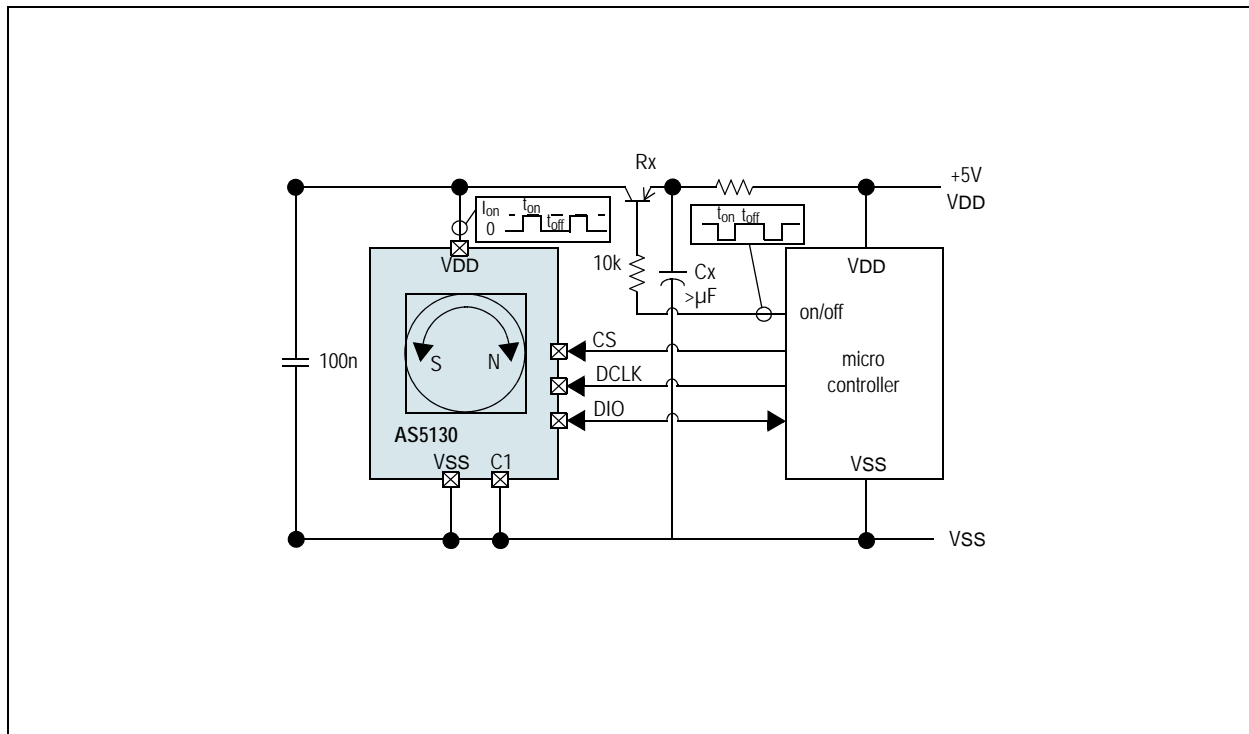 Rx
+5V
VDD
Ion
ton
0
toff
ton toff
VDD
10k
Cx
>µF
VDD
on/off
CS
100n
S
N
micro
controller
DCLK
DIO
AS5130
VSS
C1
VSS
VSS